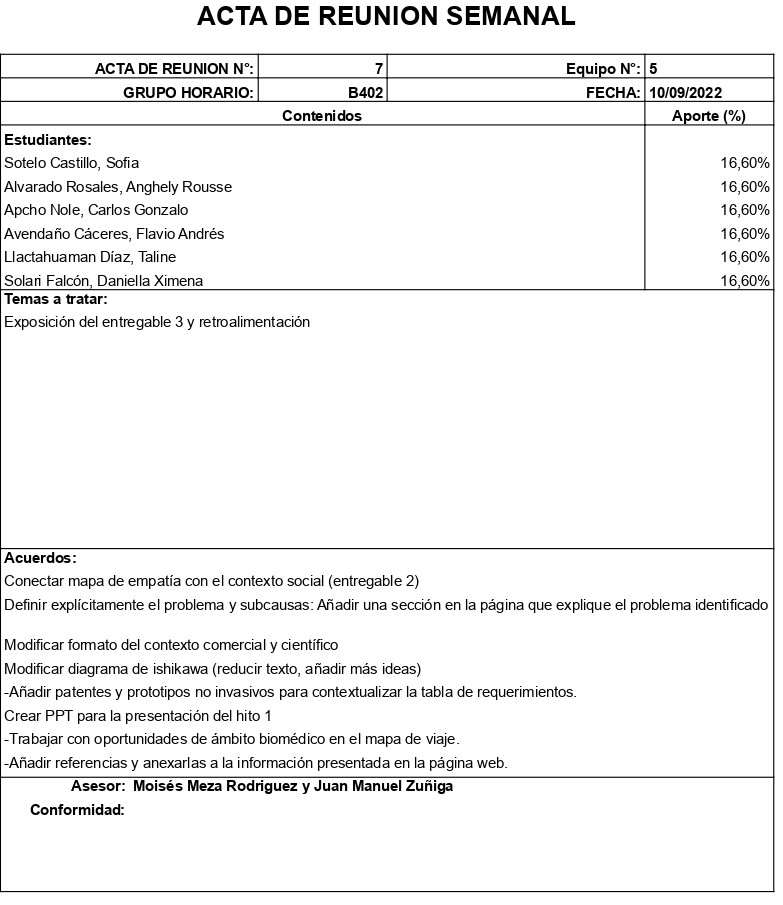 ACTA DE REUNION SEMANAL
ACTA DE REUNION N°: 7 Equipo N°: 5
GRUPO HORARIO: B402 FECHA: 10/09/2022
Contenidos Aporte (%)
Estudiantes:
Sotelo Castillo, Sofia 16,60%
Alvarado Rosales, Anghely Rousse 16,60%
Apcho Nole, Carlos Gonzalo 16,60%
Avendaño Cáceres, Flavio Andrés 16,60%
Llactahuaman Díaz, Taline 16,60%
Solari Falcón, Daniella Ximena 16,60%
Temas a tratar:
Exposición del entregable 3 y retroalimentación
Acuerdos:
Conectar mapa de empatía con el contexto social (entregable 2)
Definir explícitamente el problema y subcausas: Añadir una sección en la página que explique el problema identificado
Modificar formato del contexto comercial y científico
Modificar diagrama de ishikawa (reducir texto, añadir más ideas)
-Añadir patentes y prototipos no invasivos para contextualizar la tabla de requerimientos.
Crear PPT para la presentación del hito 1
-Trabajar con oportunidades de ámbito biomédico en el mapa de viaje.
-Añadir referencias y anexarlas a la información presentada en la página web.
Asesor: Moisés Meza Rodriguez y Juan Manuel Zuñiga
Conformidad: